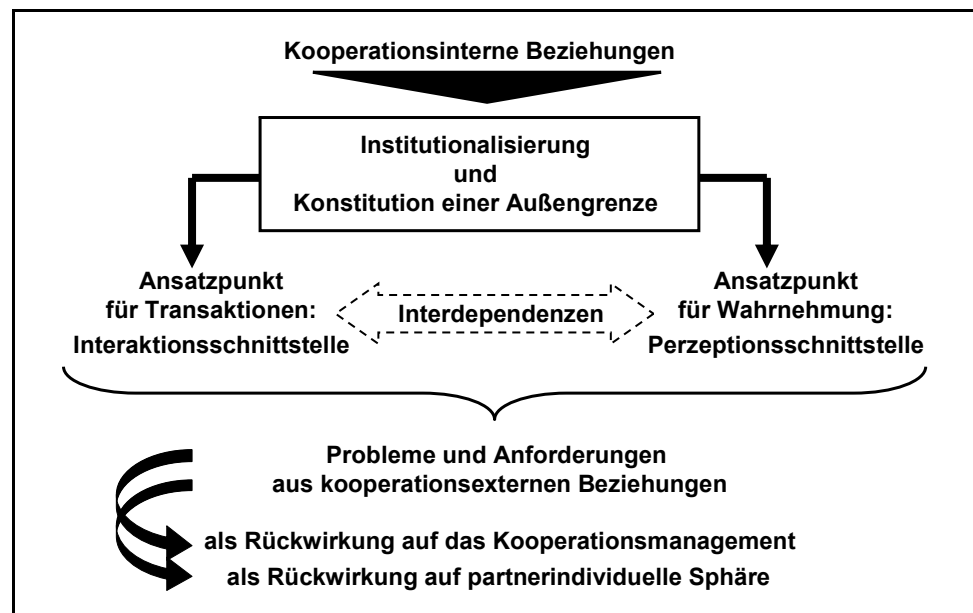 Kooperationsinterne Beziehungen
Institutionalisierung
und
Konstitution einer Außengrenze
Ansatzpunkt
für Transaktionen:
Interaktionsschnittstelle
Interdependenzen
Ansatzpunkt
für Wahrnehmung:
Perzeptionsschnittstelle
Probleme und Anforderungen
aus kooperationsexternen Beziehungen
als Rückwirkung auf das Kooperationsmanagement
als Rückwirkung auf partnerindividuelle Sphäre